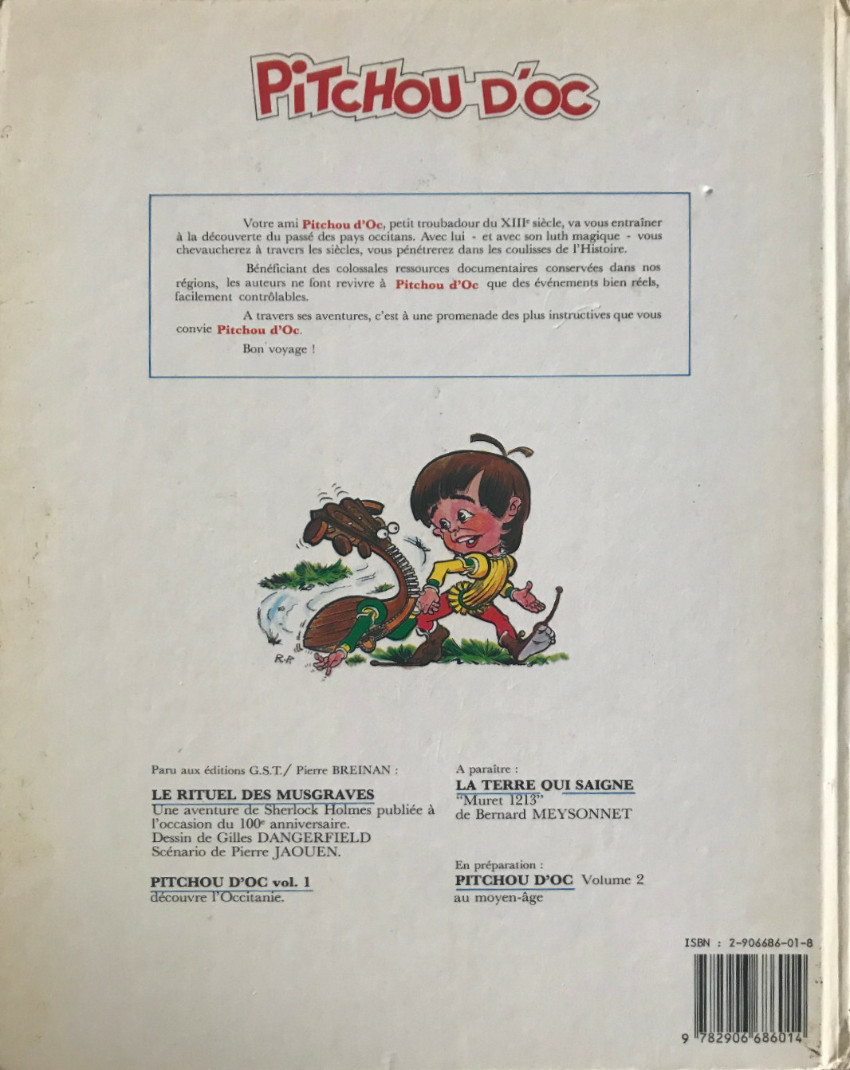 PiTCHOU D'OC
Votre ami Pitchou d'Oc, petit troubadour du XIIIe siècle, va vous entraîner
à la découverte du passé des pays occitans. Avec lui - et avec son luth magique - vous
chevaucherez à travers les siècles, vous pénétrerez dans les coulisses de l'Histoire.
Bénéficiant des colossales ressources documentaires conservées dans nos
régions, les auteurs ne font revivre à Pitchou d'Oc que des événements bien réels,
facilement contrôlables.
A travers ses aventures, c'est à une promenade des plus instructives que vous
convie Pitchou d'Oc.
Bon voyage !
R.P.
Paru aux éditions G.S.T./ Pierre BREINAN :
LE RITUEL DES MUSGRAVES
Une aventure de Sherlock Holmes publiée à
l'occasion du 100e anniversaire.
Dessin de Gilles DANGERFIELD
Scénario de Pierre JAOUEN.
PITCHOU D'OC vol. 1
découvre l'Occitanie.
A paraître :
LA TERRE QUI SAIGNE
"Muret 1213"
de Bernard MEYSONNET
En préparation :
PITCHOU D'OC Volume 2
au moyen-âge
ISBN : 2-906686-01-8
9 782906 686014